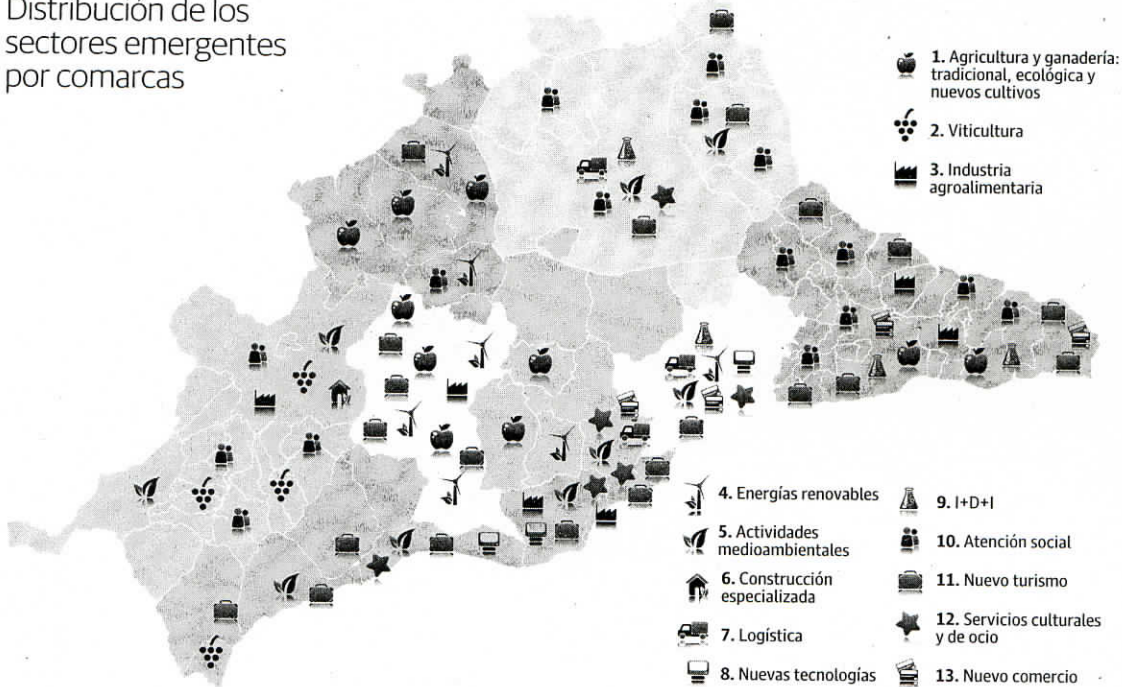 Distribución de los
sectores emergentes
por comarcas
1. Agricultura y ganadería:
tradicional, ecológica y
nuevos cultivos
2. Viticultura
3. Industria
agroalimentaria
4. Energías renovables
5. Actividades
medioambientales
6. Construcción
especializada
7. Logística
8. Nuevas tecnologías
9. I+D+I
10. Atención social
11. Nuevo turismo
12. Servicios culturales
y de ocio
13. Nuevo comercio